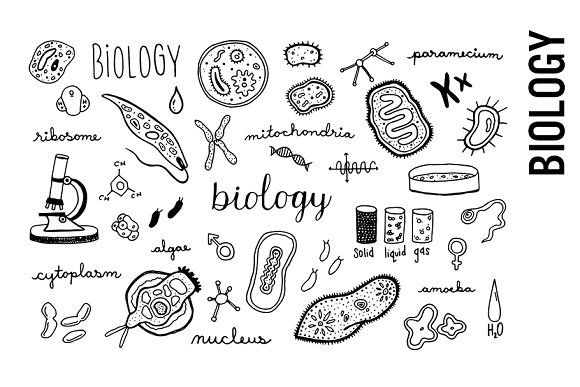 BIOLOGY
paramecium
BIOLOGY
ribosome
mitochondria
CH
CH
CH
biology
algae
solid
liquid
gas
cytoplasm
amoeba
nucleus
H₂O